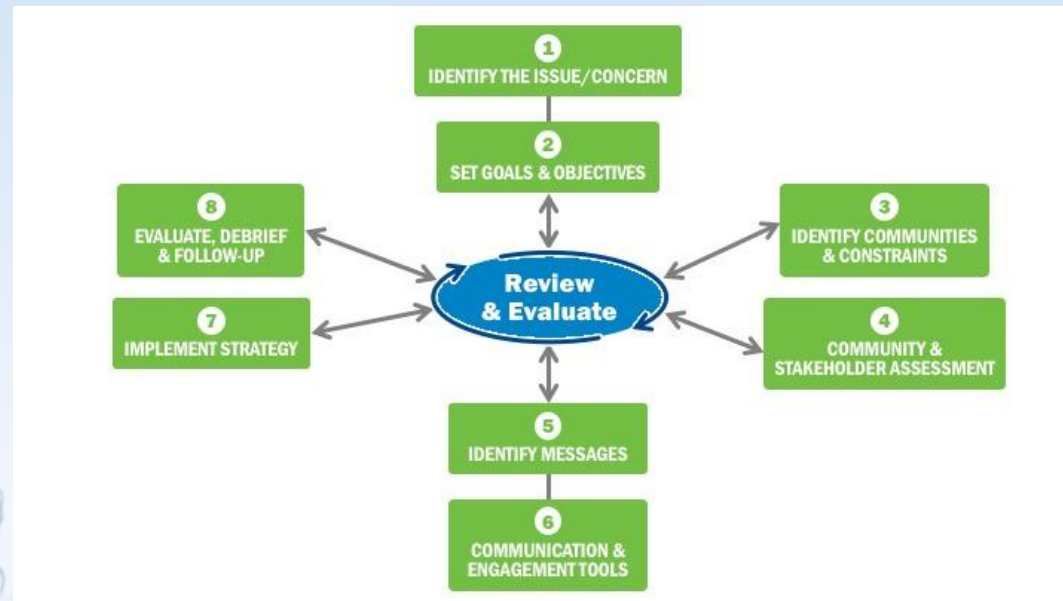 1
IDENTIFY THE ISSUE/CONCERN
2
SET GOALS & OBJECTIVES
3
IDENTIFY COMMUNITIES
& CONSTRAINTS
4
COMMUNITY &
STAKEHOLDER ASSESSMENT
5
IDENTIFY MESSAGES
6
COMMUNICATION &
ENGAGEMENT TOOLS
7
IMPLEMENT STRATEGY
8
EVALUATE, DEBRIEF
& FOLLOW-UP
Review
& Evaluate